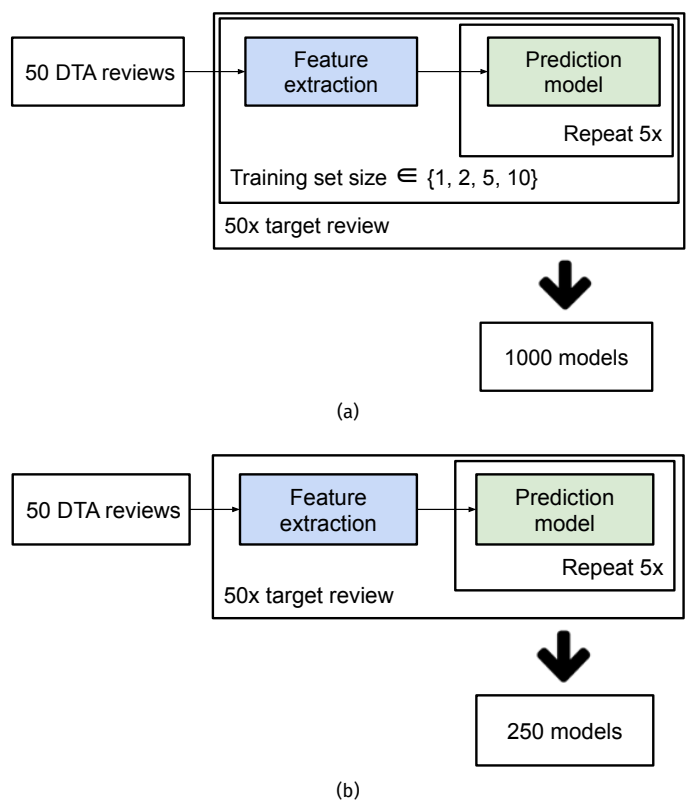 50 DTA reviews
Feature
extraction
Prediction
model
Repeat 5x
Training set size ∈ {1, 2, 5, 10}
50x target review
1000 models
(a)
50 DTA reviews
Feature
extraction
Prediction
model
Repeat 5x
50x target review
250 models
(b)